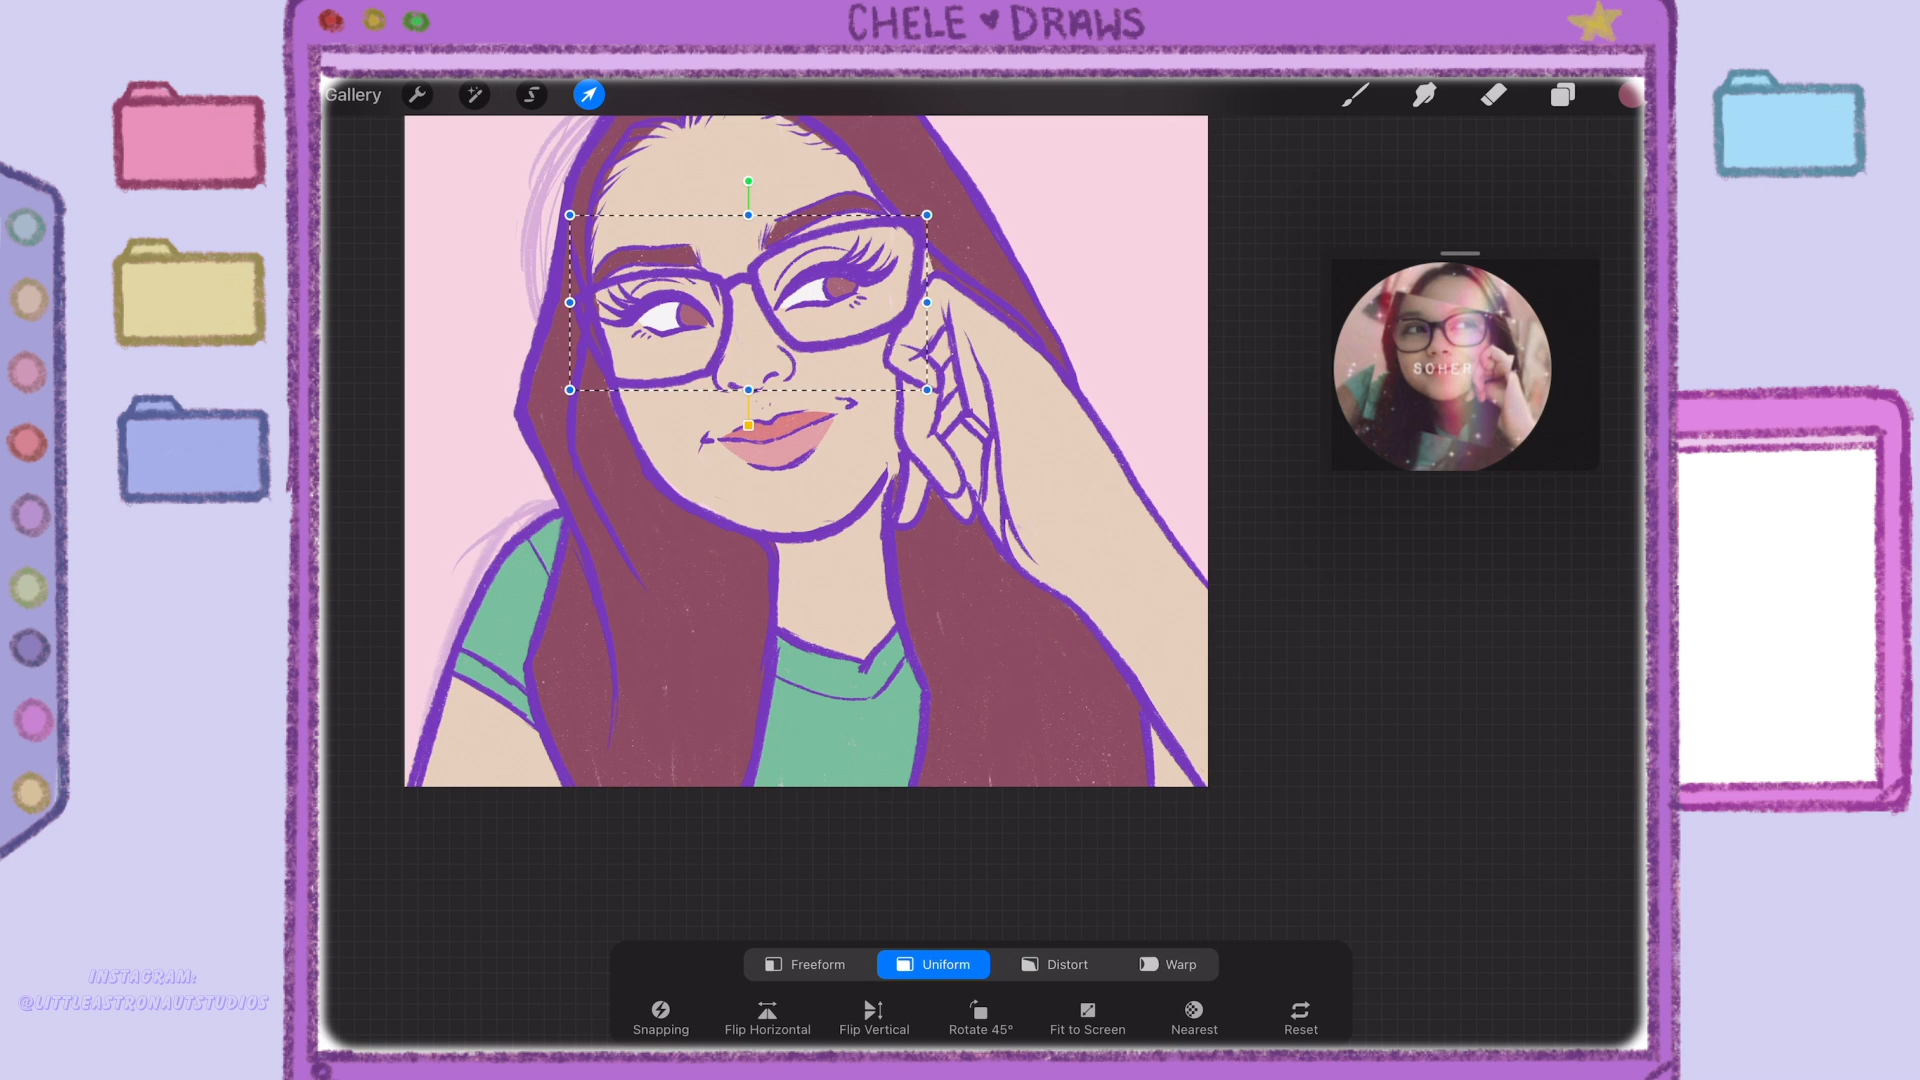 CHELE ♥ DRAWS
Gallery
SOHER
Freeform
Uniform
Distort
Warp
Snapping
Flip Horizontal
Flip Vertical
Rotate 45°
Fit to Screen
Nearest
Reset
INSTAGRAM:
@LITTLEASTRONAUTSTUDIOS